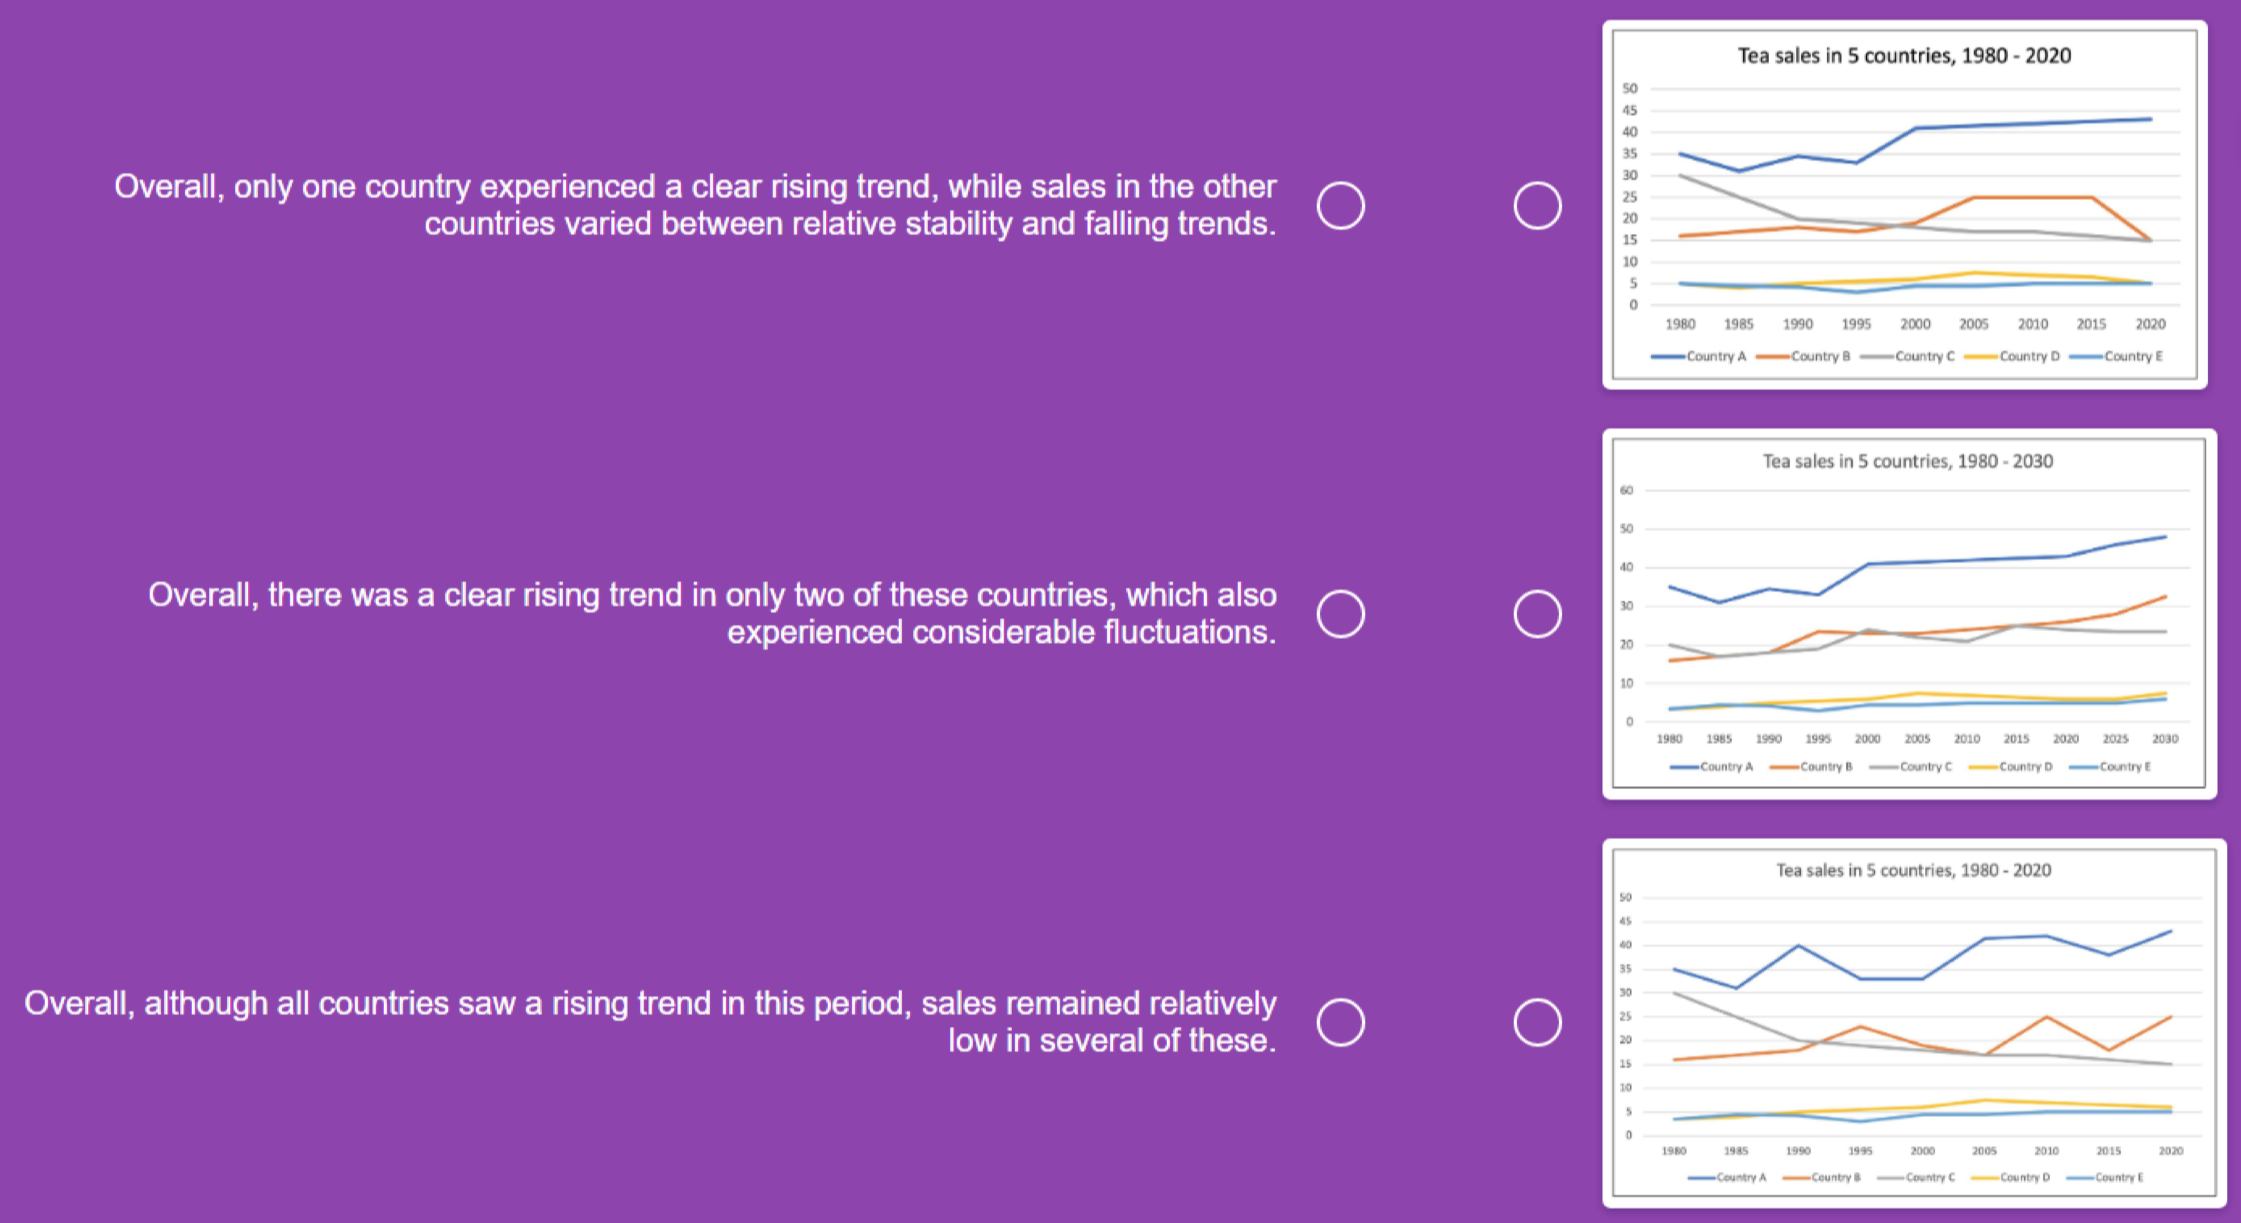 Overall, only one country experienced a clear rising trend, while sales in the other
countries varied between relative stability and falling trends.
Tea sales in 5 countries, 1980 - 2020
50
45
40
35
30
25
20
15
10
5
0
1980 1985 1990 1995 2000 2005 2010 2015 2020
Country A Country B Country C Country D Country E
Overall, there was a clear rising trend in only two of these countries, which also
experienced considerable fluctuations.
Tea sales in 5 countries, 1980 - 2030
60
50
40
30
20
10
0
1980 1985 1990 1995 2000 2005 2010 2015 2020 2025 2030
Country A Country B Country C Country D Country E
Overall, although all countries saw a rising trend in this period, sales remained relatively
low in several of these.
Tea sales in 5 countries, 1980 - 2020
50
45
40
35
30
25
20
15
10
5
0
1980 1985 1990 1995 2000 2005 2010 2015 2020
Country A Country B Country C Country D Country E